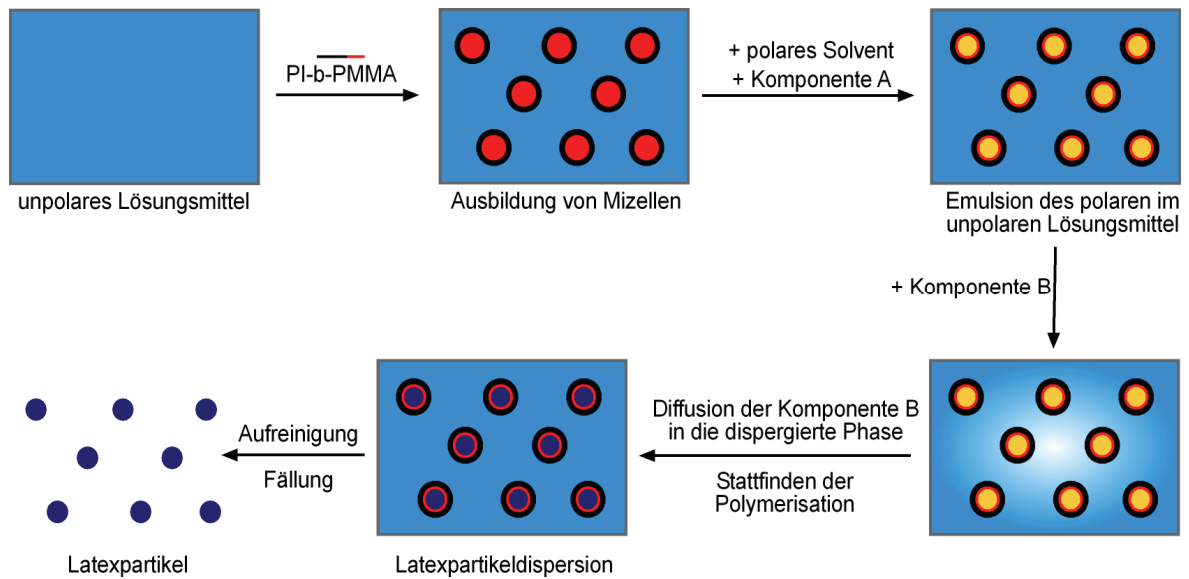 PI-b-PMMA
unpolares Lösungsmittel
Ausbildung von Mizellen
+ polares Solvent
+ Komponente A
Emulsion des polaren im
unpolaren Lösungsmittel
+ Komponente B
Diffusion der Komponente B
in die dispergierte Phase
Stattfinden der
Polymerisation
Latexpartikeldispersion
Aufreinigung
Fällung
Latexpartikel